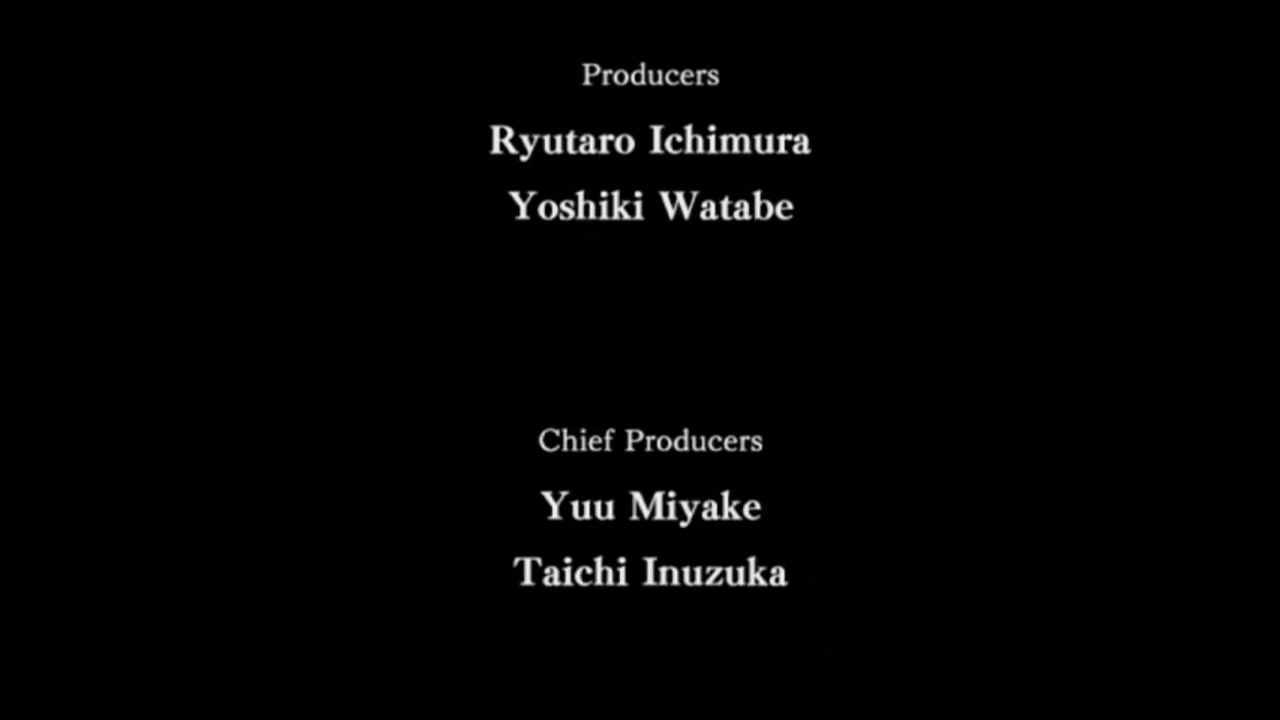 Producers
Ryutaro Ichimura
Yoshiki Watabe
Chief Producers
Yuu Miyake
Taichi Inuzuka